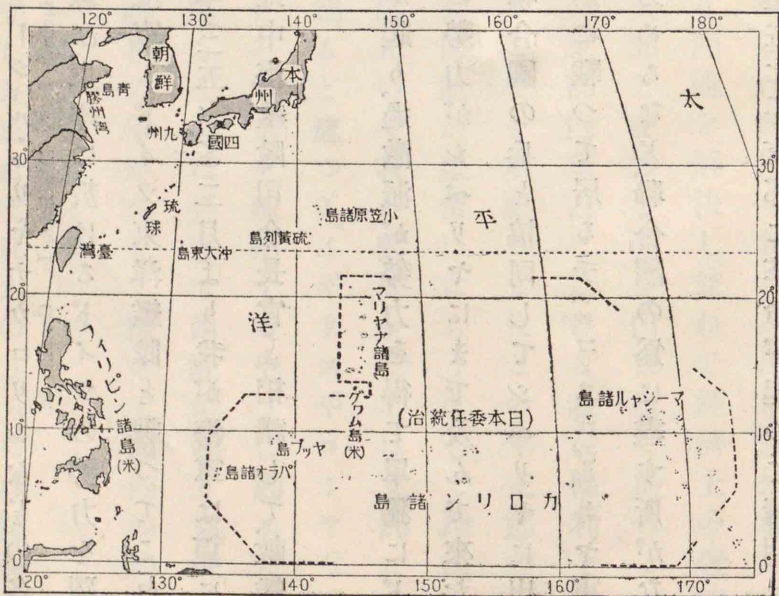 120°
130°
140°
150°
160°
170°
180°
朝鮮
本州
太
島青
膠州灣
州九
國四
30°
30°
琉球
島諸原笠小
島列黃硫
平
臺灣
島東大沖
20°
20°
洋
マリヤナ諸島
フィリピン諸島(米)
グワム島(米)
島諸ルャシーマ
(治統任委本日)
10°
10°
島プッヤ
島諸オラパ
島諸ンリロカ
0°
0°
120°
130°
140°
150°
160°
170°